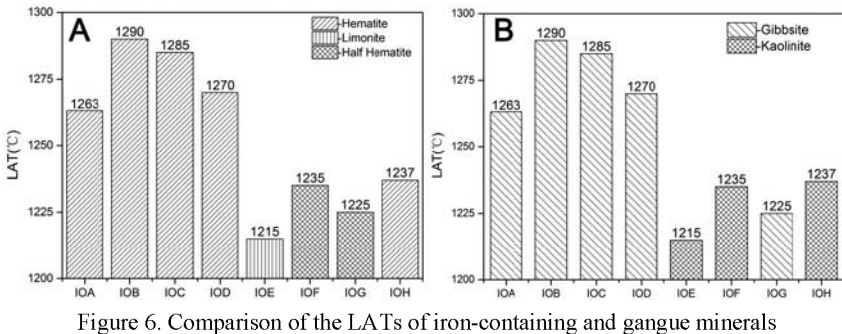 A
1300
1275
1250
1225
1200
LAT(℃)
Hematite
Limonite
Half Hematite
1263
1290
1285
1270
1215
1235
1225
1237
IOA IOB IOC IOD IOE IOF IOG IOH
B
1300
1275
1250
1225
1200
LAT(℃)
Gibbsite
Kaolinite
1263
1290
1285
1270
1215
1235
1225
1237
IOA IOB IOC IOD IOE IOF IOG IOH
Figure 6. Comparison of the LATs of iron-containing and gangue minerals